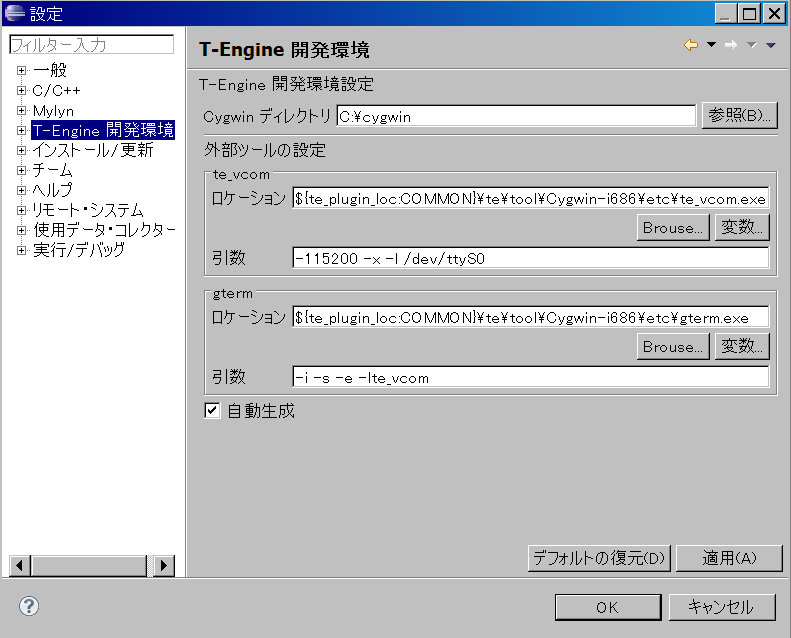 設定
フィルター入力
一般
C/C++
Mylyn
T-Engine 開発環境
インストール/更新
チーム
ヘルプ
リモート・システム
使用データ・コレクター
実行/デバッグ
T-Engine 開発環境
T-Engine 開発環境設定
Cygwin ディレクトリ C:¥cygwin 参照(B)...
外部ツールの設定
te_vcom
ロケーション ${te_plugin_loc:COMMON}¥te¥tool¥Cygwin-i686¥etc¥te_vcom.exe
Browse... 変数...
引数 -115200 -x -l /dev/ttyS0
gterm
ロケーション ${te_plugin_loc:COMMON}¥te¥tool¥Cygwin-i686¥etc¥gterm.exe
Browse... 変数...
引数 -i -s -e -lte_vcom
自動生成
デフォルトの復元(D) 適用(A)
? OK キャンセル